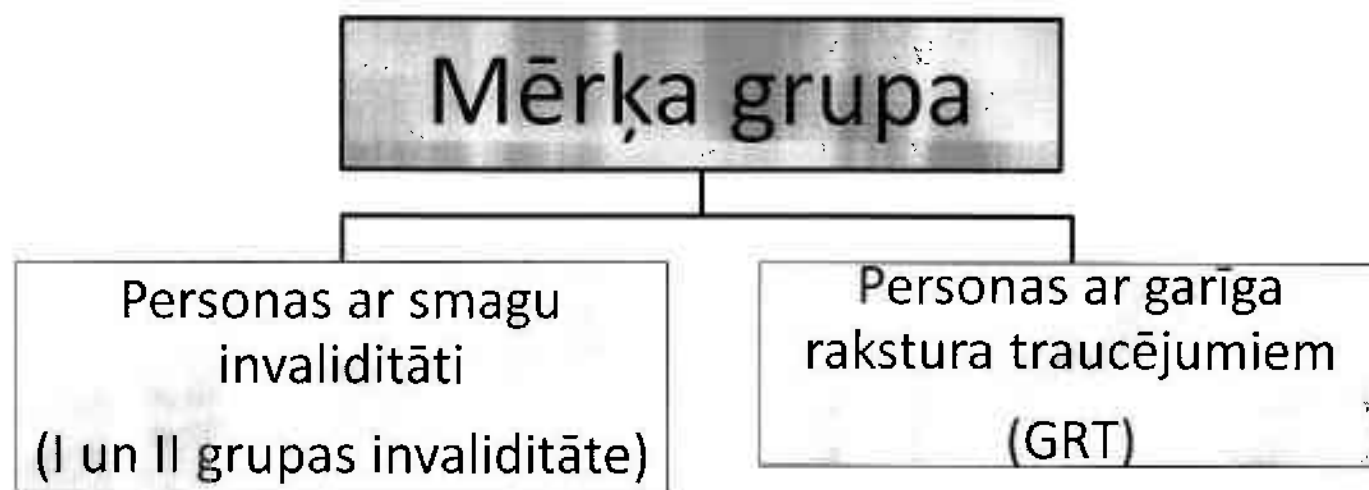 Mērķa grupa
Personas ar smagu
invaliditāti
(I un II grupas invaliditāte)
Personas ar garīga
rakstura traucējumiem
(GRT)